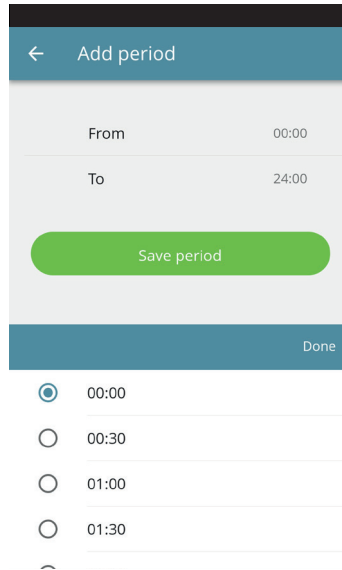 Add period
From 00:00
To 24:00
Save period
Done
00:00
00:30
01:00
01:30